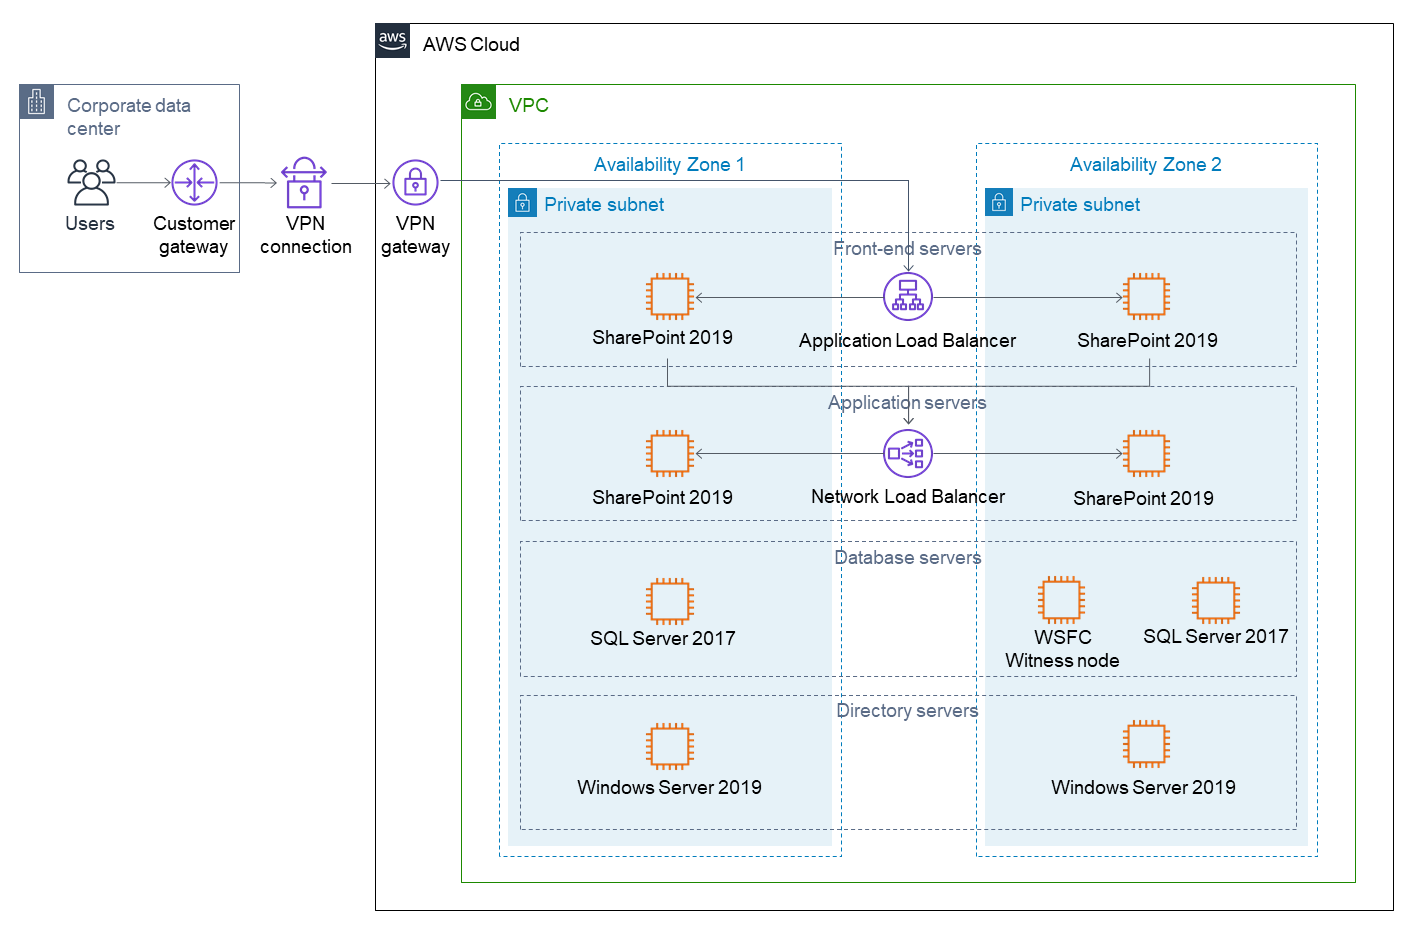 aws
AWS Cloud
Corporate data
center
Users
Customer
gateway
VPN
connection
VPN
gateway
VPC
Availability Zone 1
Availability Zone 2
Private subnet
Private subnet
Front-end servers
SharePoint 2019
Application Load Balancer
SharePoint 2019
Application servers
SharePoint 2019
Network Load Balancer
SharePoint 2019
Database servers
SQL Server 2017
WSFC
Witness node
SQL Server 2017
Directory servers
Windows Server 2019
Windows Server 2019